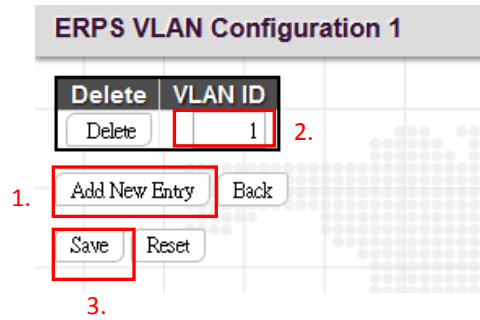 ERPS VLAN Configuration 1
Delete VLAN ID
Delete 1 2.
1. Add New Entry Back
Save Reset
3.